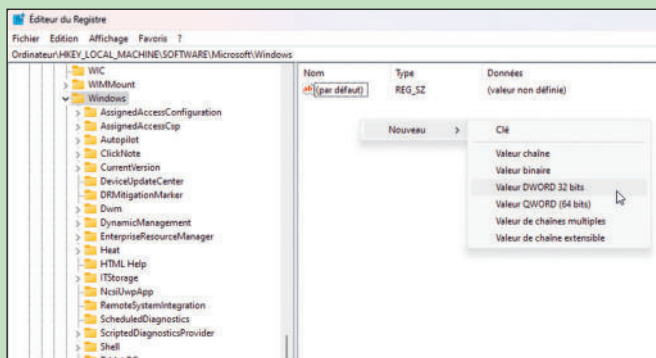 Éditeur du Registre
Fichier Edition Affichage Favoris ?
Ordinateur\HKEY_LOCAL_MACHINE\SOFTWARE\Microsoft\Windows
WIC
WIMMount
Windows
AssignedAccessConfiguration
AssignedAccessCsp
Autopilot
ClickNote
CurrentVersion
DeviceUpdateCenter
DRMitigationMarker
Dwm
DynamicManagement
EnterpriseResourceManager
Heat
HTML Help
ITStorage
NcsiUwpApp
RemoteSystemIntegration
ScheduledDiagnostics
ScriptedDiagnosticsProvider
Shell
Nom Type Données
ab (par défaut) REG_SZ (valeur non définie)
Nouveau > Clé
Valeur chaîne
Valeur binaire
Valeur DWORD 32 bits
Valeur QWORD (64 bits)
Valeur de chaînes multiples
Valeur de chaîne extensible